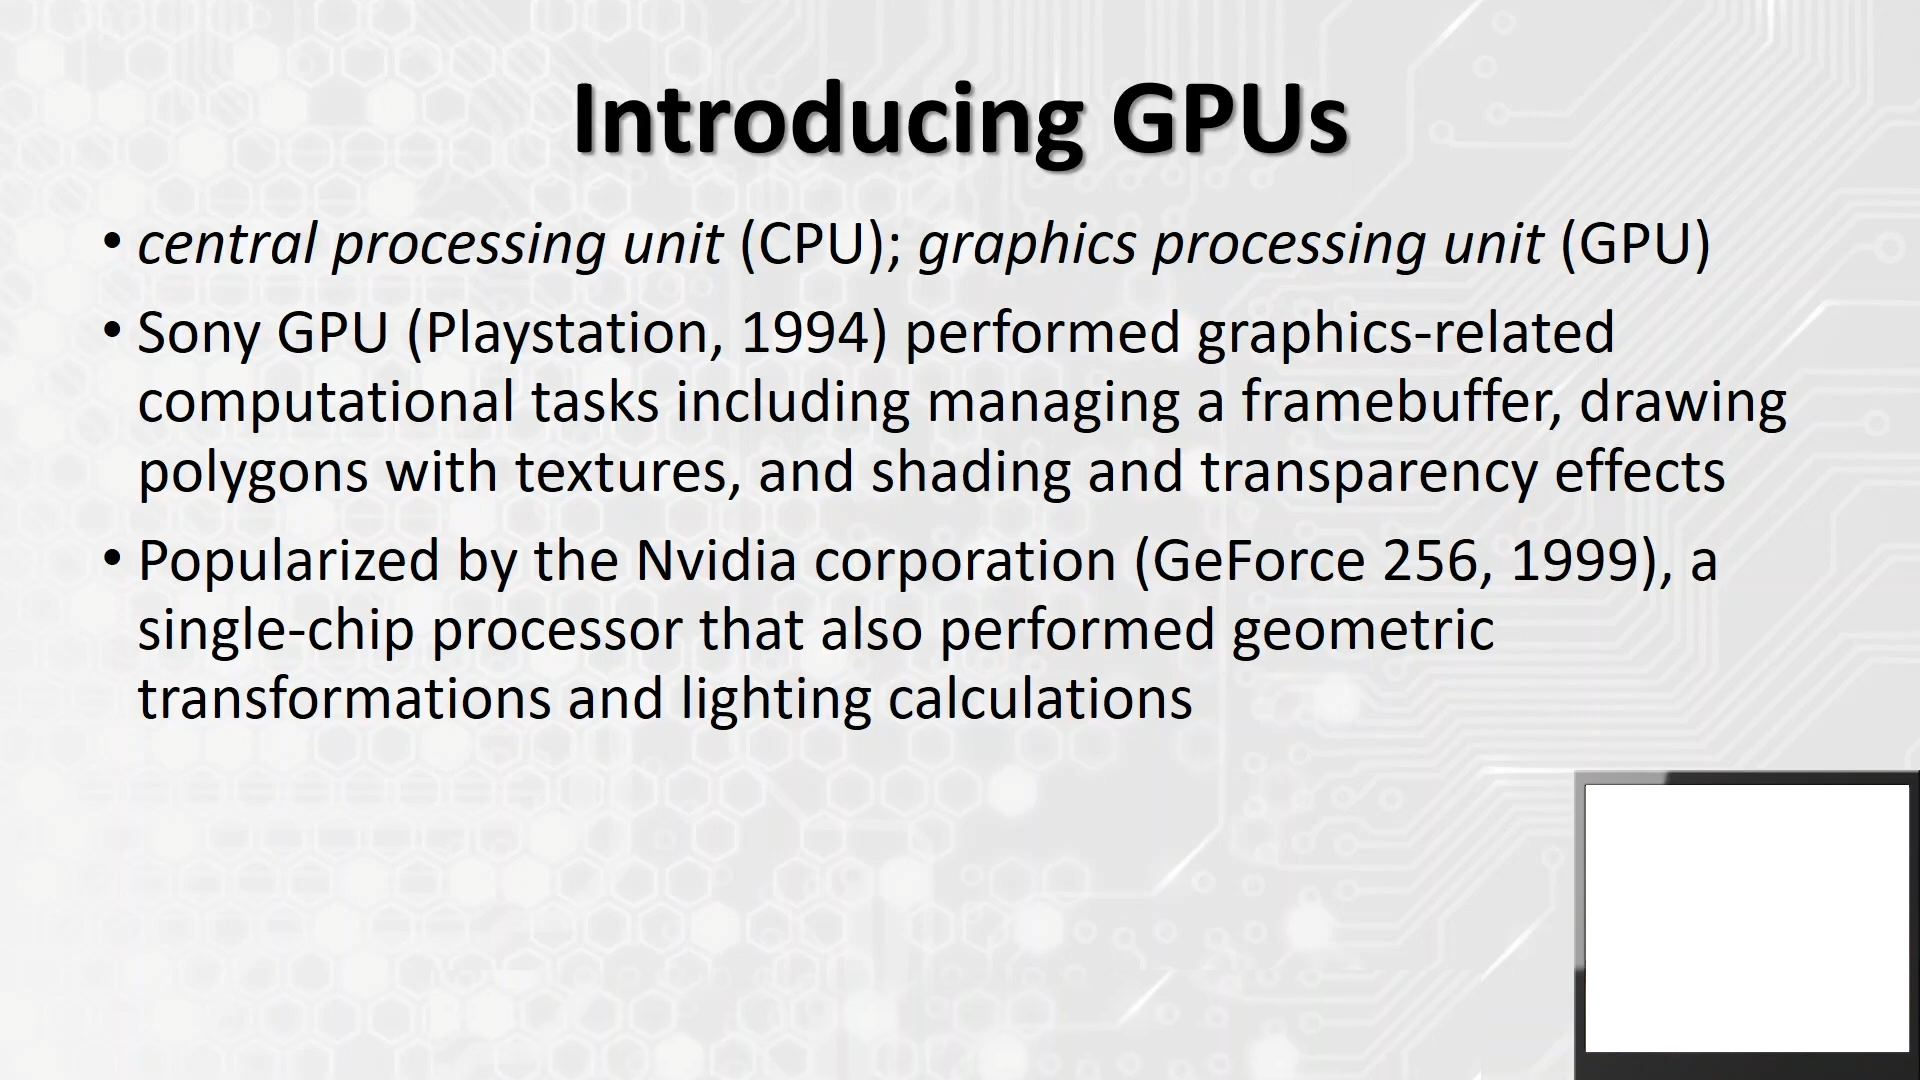 Introducing GPUs
• central processing unit (CPU); graphics processing unit (GPU)
• Sony GPU (Playstation, 1994) performed graphics-related
computational tasks including managing a framebuffer, drawing
polygons with textures, and shading and transparency effects
• Popularized by the Nvidia corporation (GeForce 256, 1999), a
single-chip processor that also performed geometric
transformations and lighting calculations